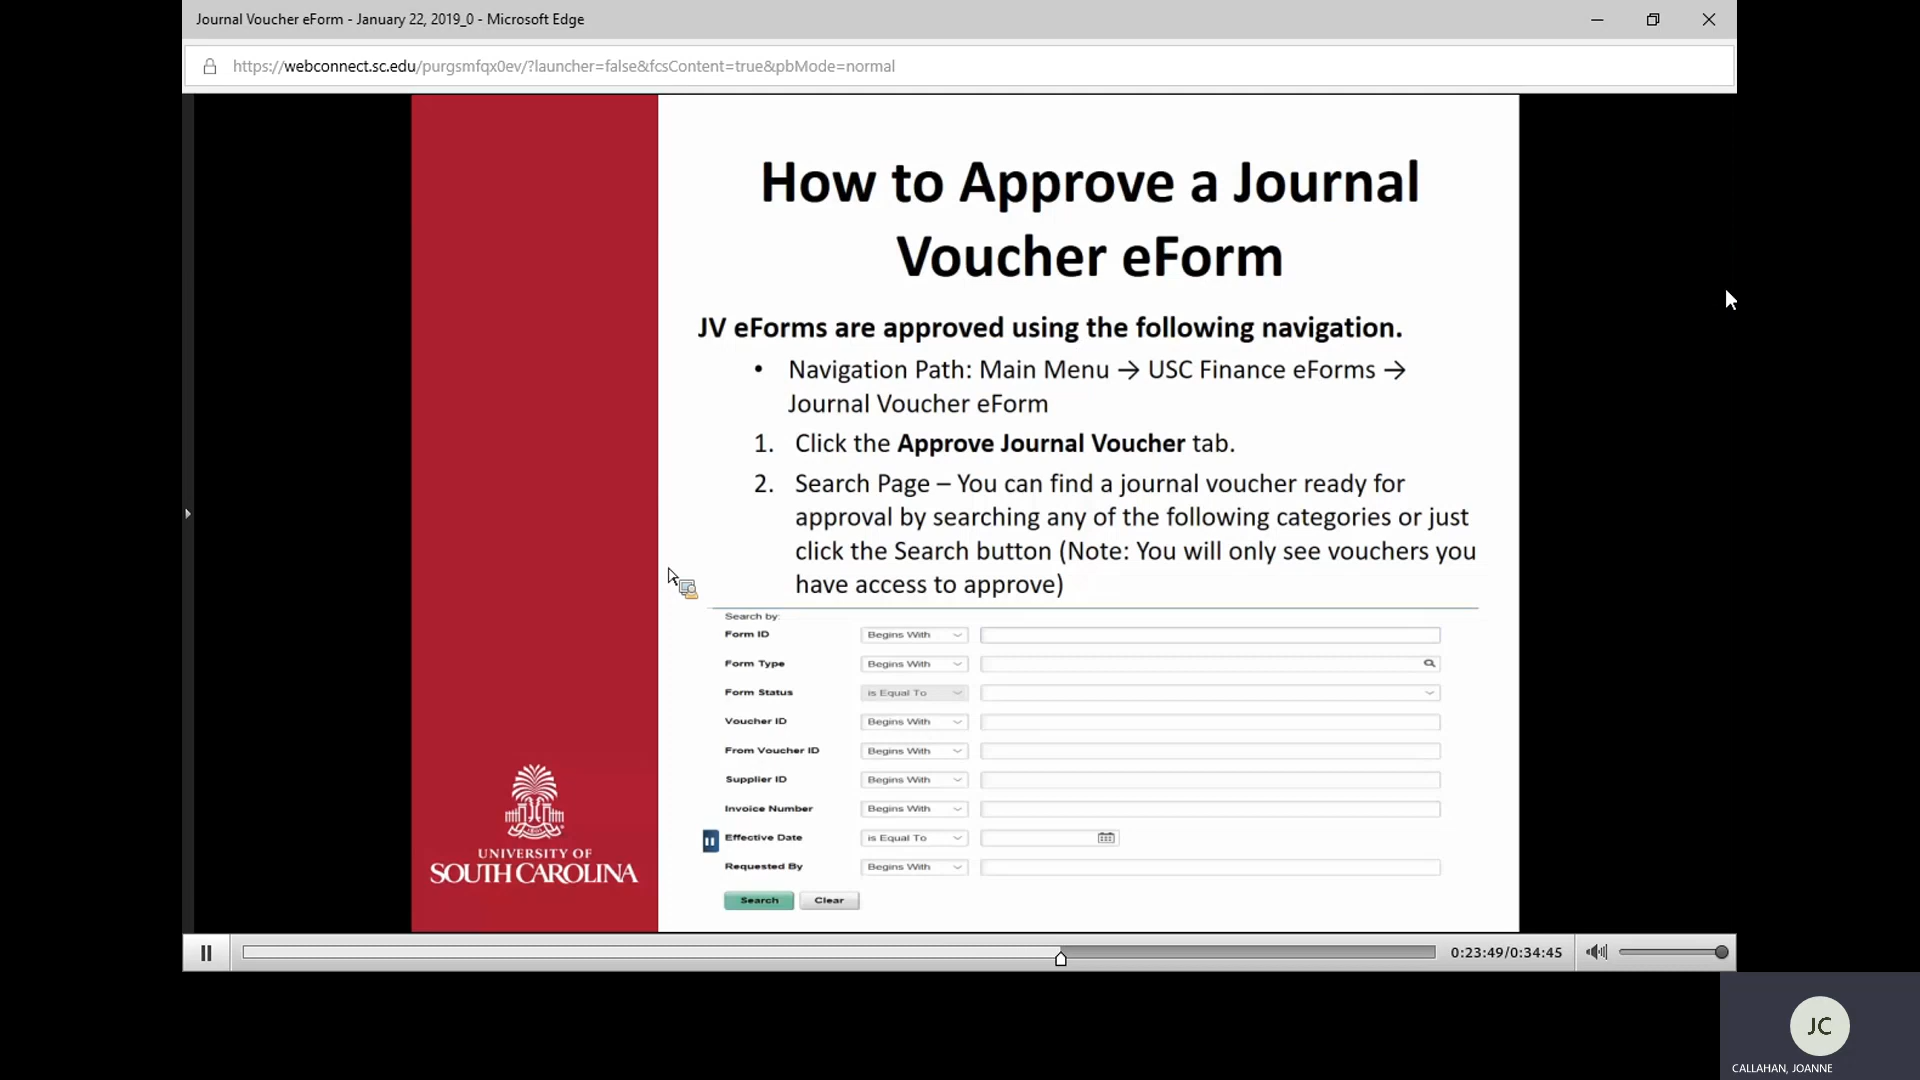 Journal Voucher eForm - January 22, 2019_0 - Microsoft Edge
https://webconnect.sc.edu/purgsmfqx0ev/?launcher=false&fcsContent=true&pbMode=normal
How to Approve a Journal
Voucher eForm
JV eForms are approved using the following navigation.
• Navigation Path: Main Menu → USC Finance eForms →
Journal Voucher eForm
1. Click the Approve Journal Voucher tab.
2. Search Page – You can find a journal voucher ready for
approval by searching any of the following categories or just
click the Search button (Note: You will only see vouchers you
have access to approve)
Search by:
Form ID Begins With
Form Type Begins With
Form Status is Equal To
Voucher ID Begins With
From Voucher ID Begins With
Supplier ID Begins With
Invoice Number Begins With
Effective Date is Equal To
Requested By Begins With
Search Clear
UNIVERSITY OF
SOUTH CAROLINA
0:23:49/0:34:45
JC
CALLAHAN, JOANNE